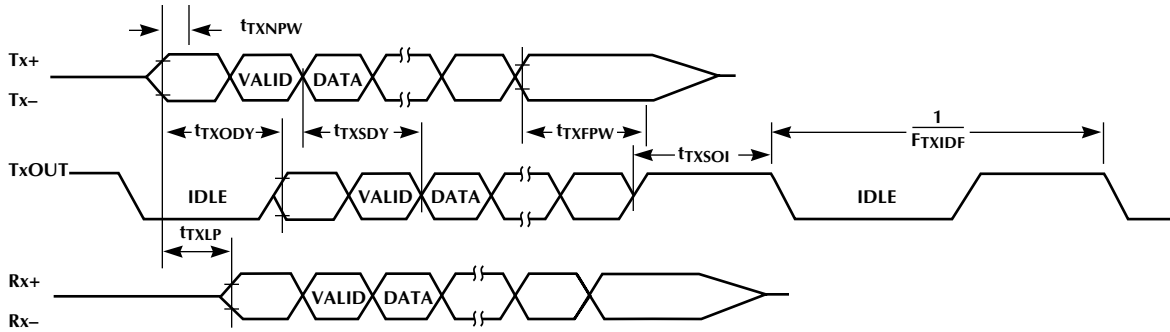 tTXNPW
Tx+
VALID DATA
Tx–
tTXODY tTXSDY tTXFPW 1
FTXIDF
tTXSOI
TxOUT
IDLE VALID DATA IDLE
tTXLP
Rx+
VALID DATA
Rx–